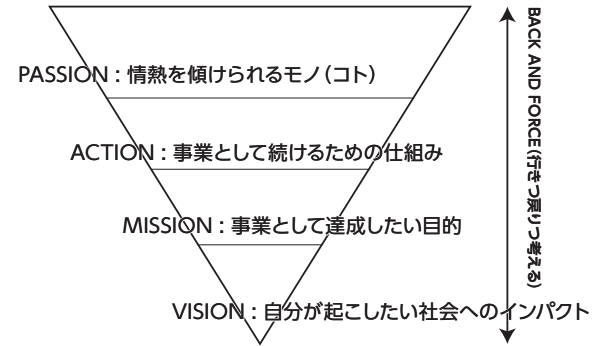 PASSION：情熱を傾けられるモノ（コト）
ACTION：事業として続けるための仕組み
MISSION：事業として達成したい目的
VISION：自分が起こしたい社会へのインパクト
BACK AND FORCE（行きつ戻りつ考える）